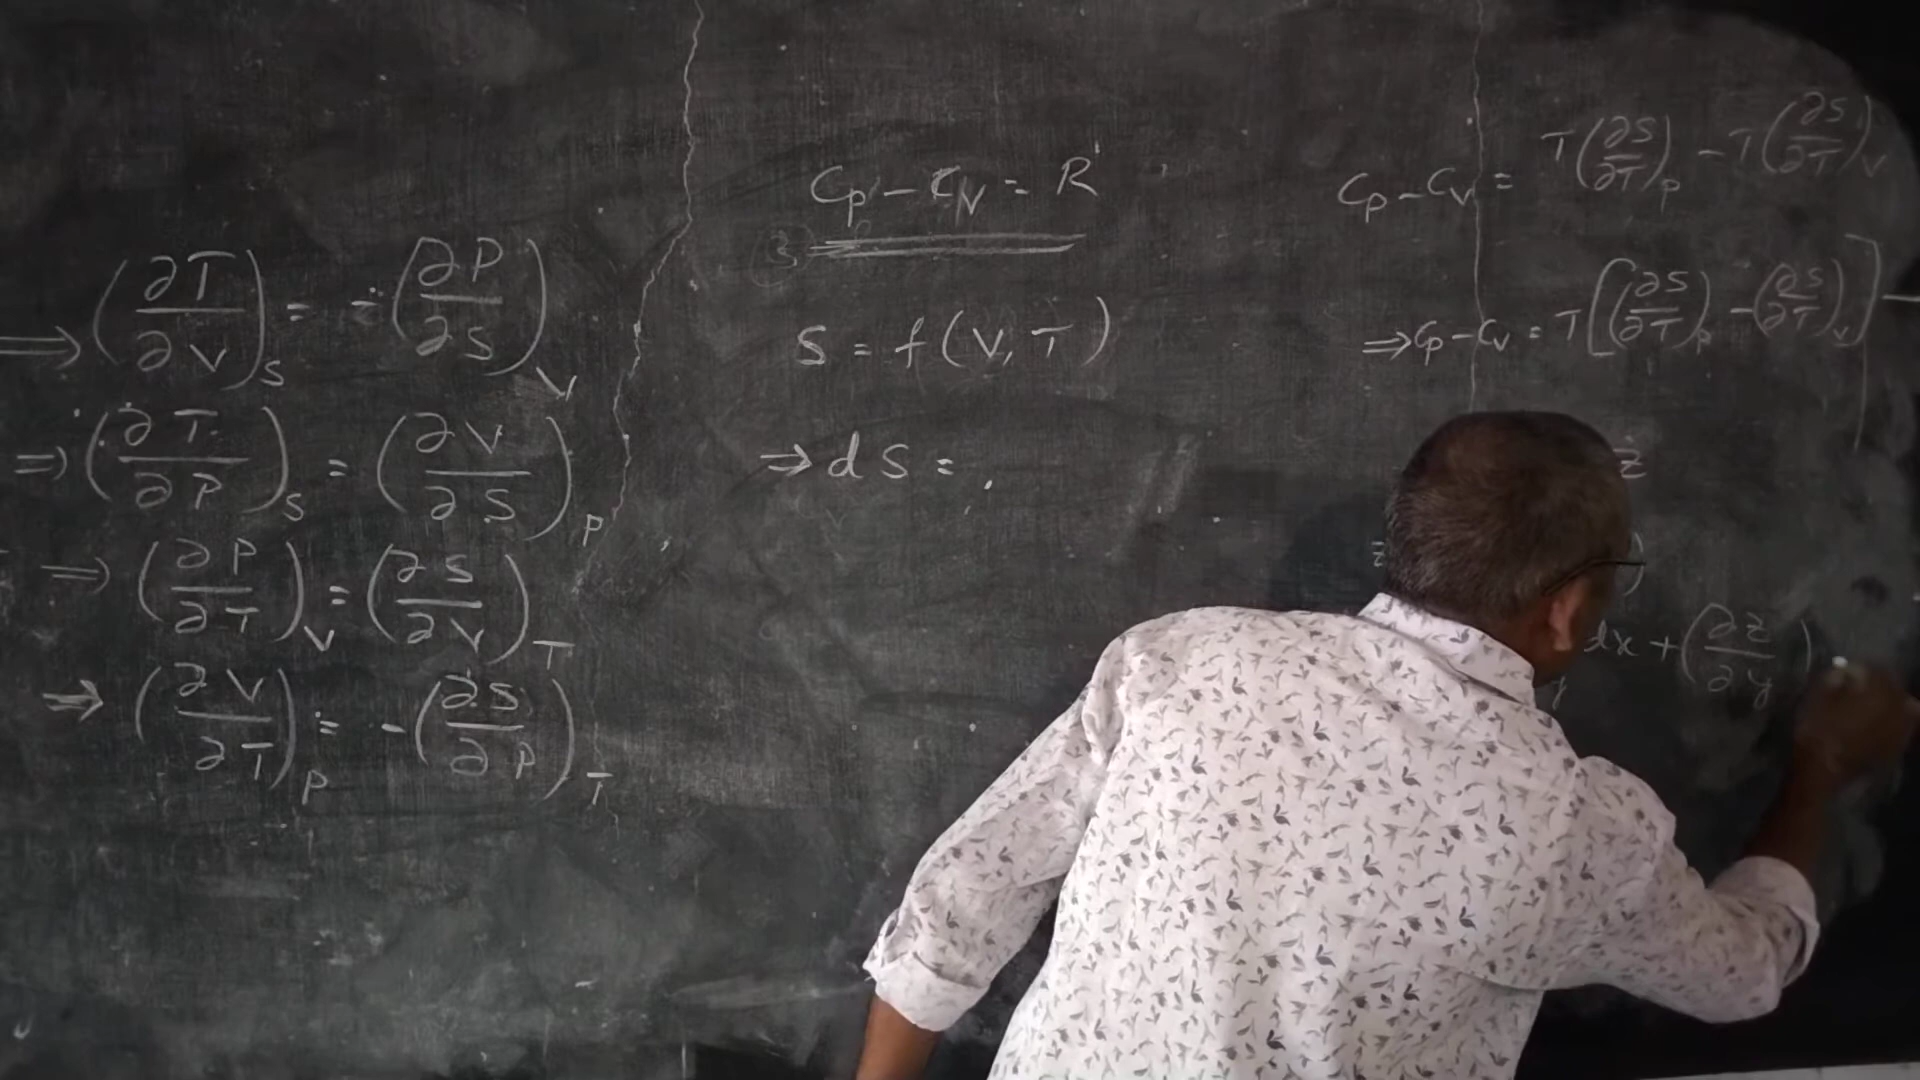 (∂T/∂V)_S = -(∂P/∂S)_V
⇒ (∂T/∂P)_S = (∂V/∂S)_P
⇒ (∂P/∂T)_V = (∂S/∂V)_T
⇒ (∂V/∂T)_P = -(∂S/∂P)_T
C_P - C_V = R
S = f(V, T)
⇒ dS =
C_P - C_V = T(∂S/∂T)_P - T(∂S/∂T)_V
⇒ C_P - C_V = T[(∂S/∂T)_P - (∂S/∂T)_V]
z
z )
y dx + (∂z/∂y)